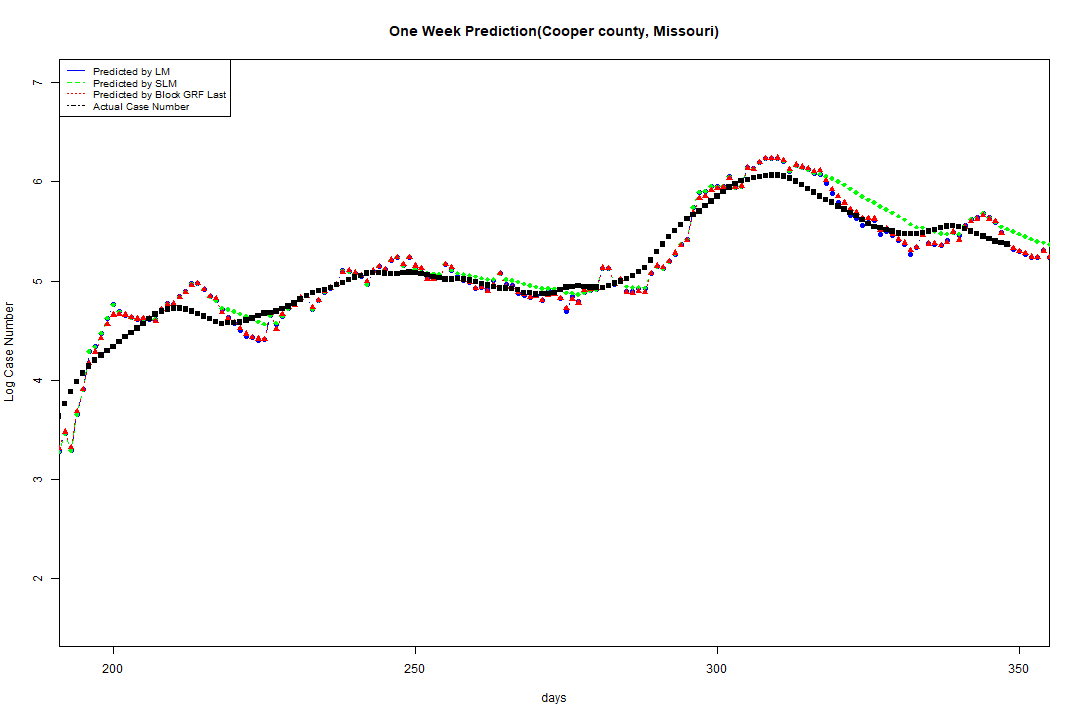 One Week Prediction(Cooper county, Missouri)
Predicted by LM
Predicted by SLM
Predicted by Block GRF Last
Actual Case Number
7
6
5
4
3
2
Log Case Number
200
250
300
350
days